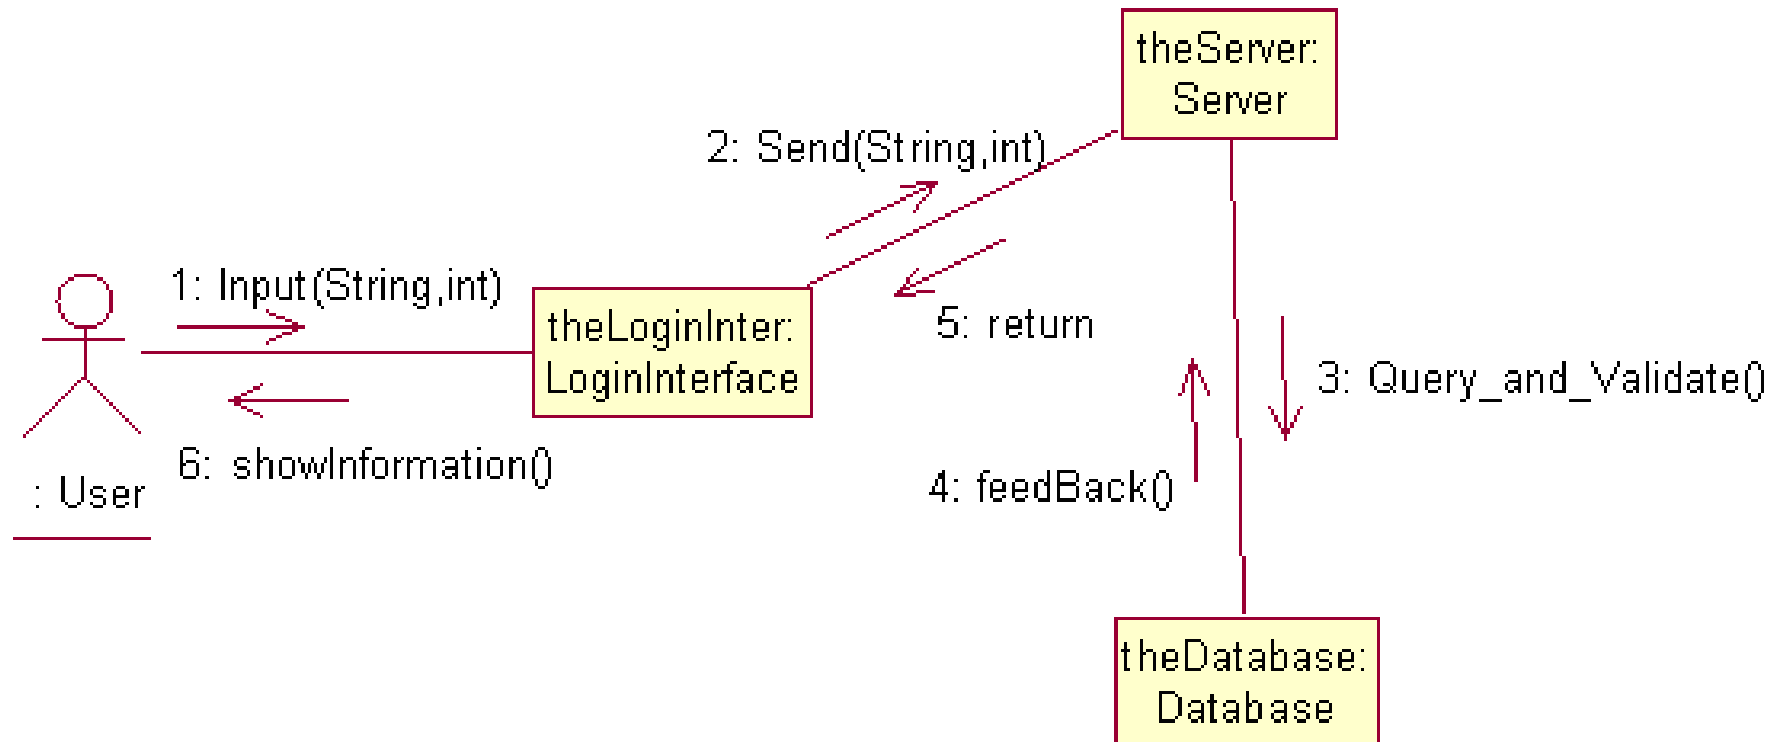 theServer:
Server
2: Send(String,int)
1: Input(String,int)
theLoginInter:
LoginInterface
5: return
3: Query_and_Validate()
6: showInformation()
4: feedBack()
: User
theDatabase:
Database